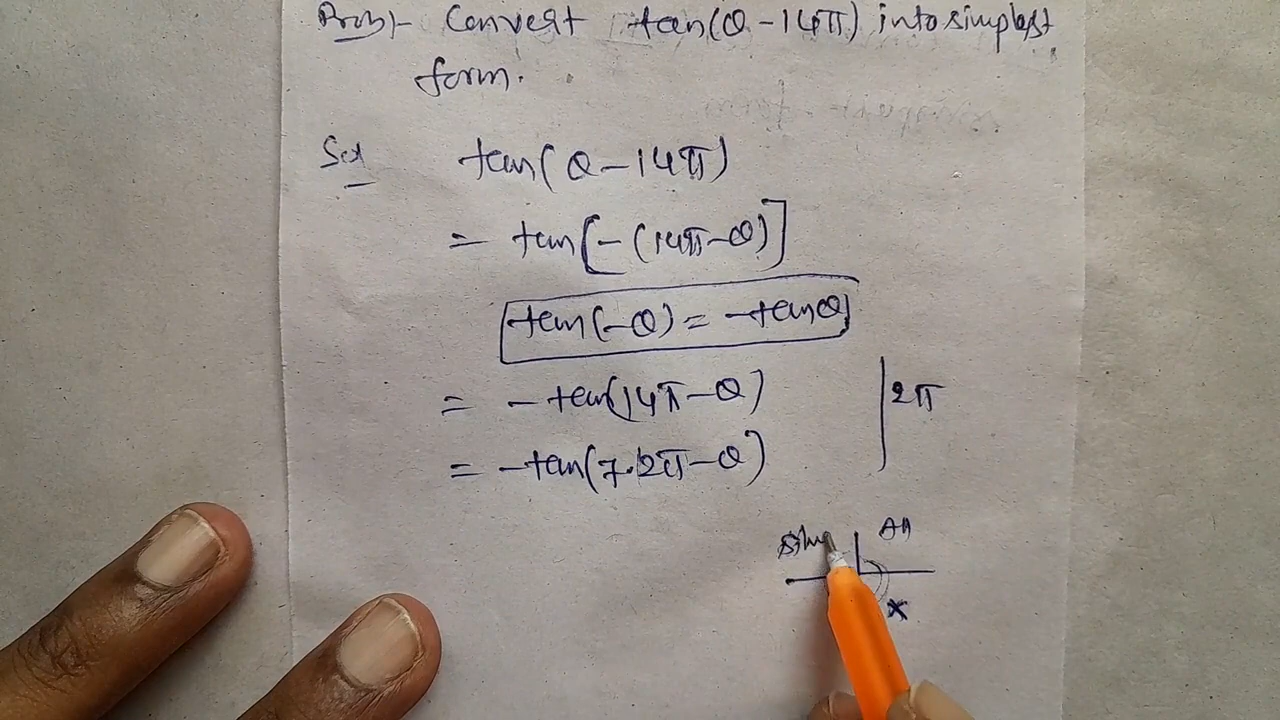 Prob:- Convert tan(θ-14π) into simplest
form.
Sol tan(θ-14π)
= tan[-(14π-θ)]
tan(-θ) = -tanθ
= -tan(14π-θ)
2π
= -tan(7.2π-θ)
All
x